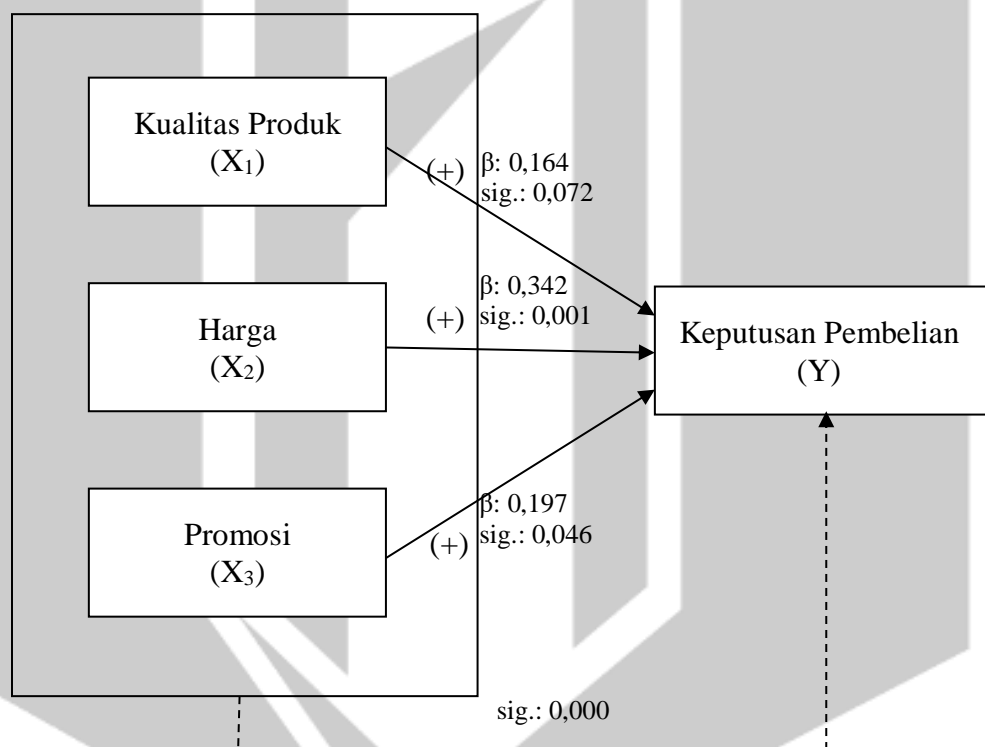 Kualitas Produk
(X₁)
(+)
β: 0,164
sig.: 0,072
Harga
(X₂)
(+)
β: 0,342
sig.: 0,001
Keputusan Pembelian
(Y)
Promosi
(X₃)
(+)
β: 0,197
sig.: 0,046
sig.: 0,000